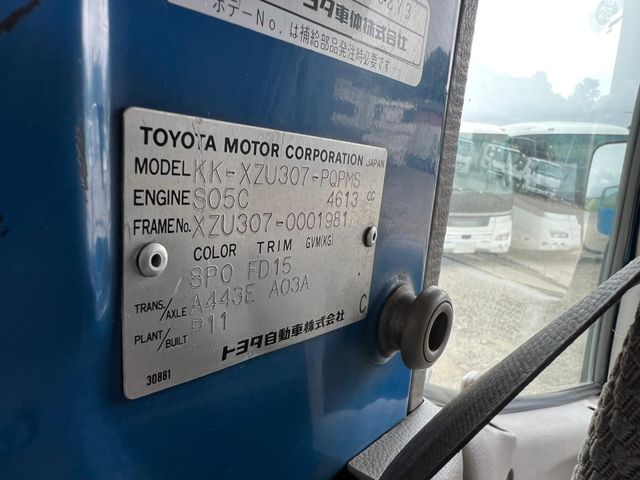 トヨタ車体株式会社
ボデーNo.は補給部品発注時必要です
TOYOTA MOTOR CORPORATION JAPAN
MODEL KK-XZU307-PQPMS
ENGINE S05C 4613 CC
FRAME No. XZU307-0001981
COLOR TRIM GVM(KG)
8P0 FD15
TRANS./AXLE A443E A03A
PLANT/BUILT P11 C
トヨタ自動車株式会社
30881